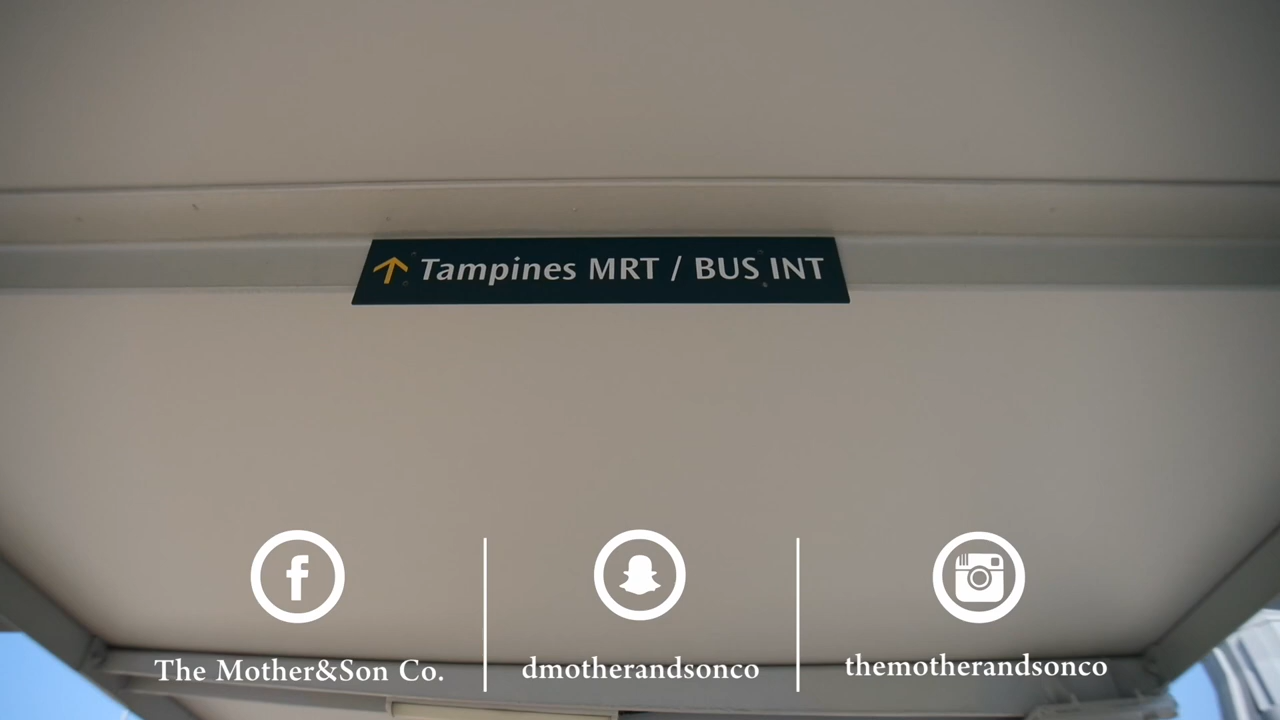 Tampines MRT / BUS INT
The Mother&Son Co.
dmotherandsonco
themotherandsonco